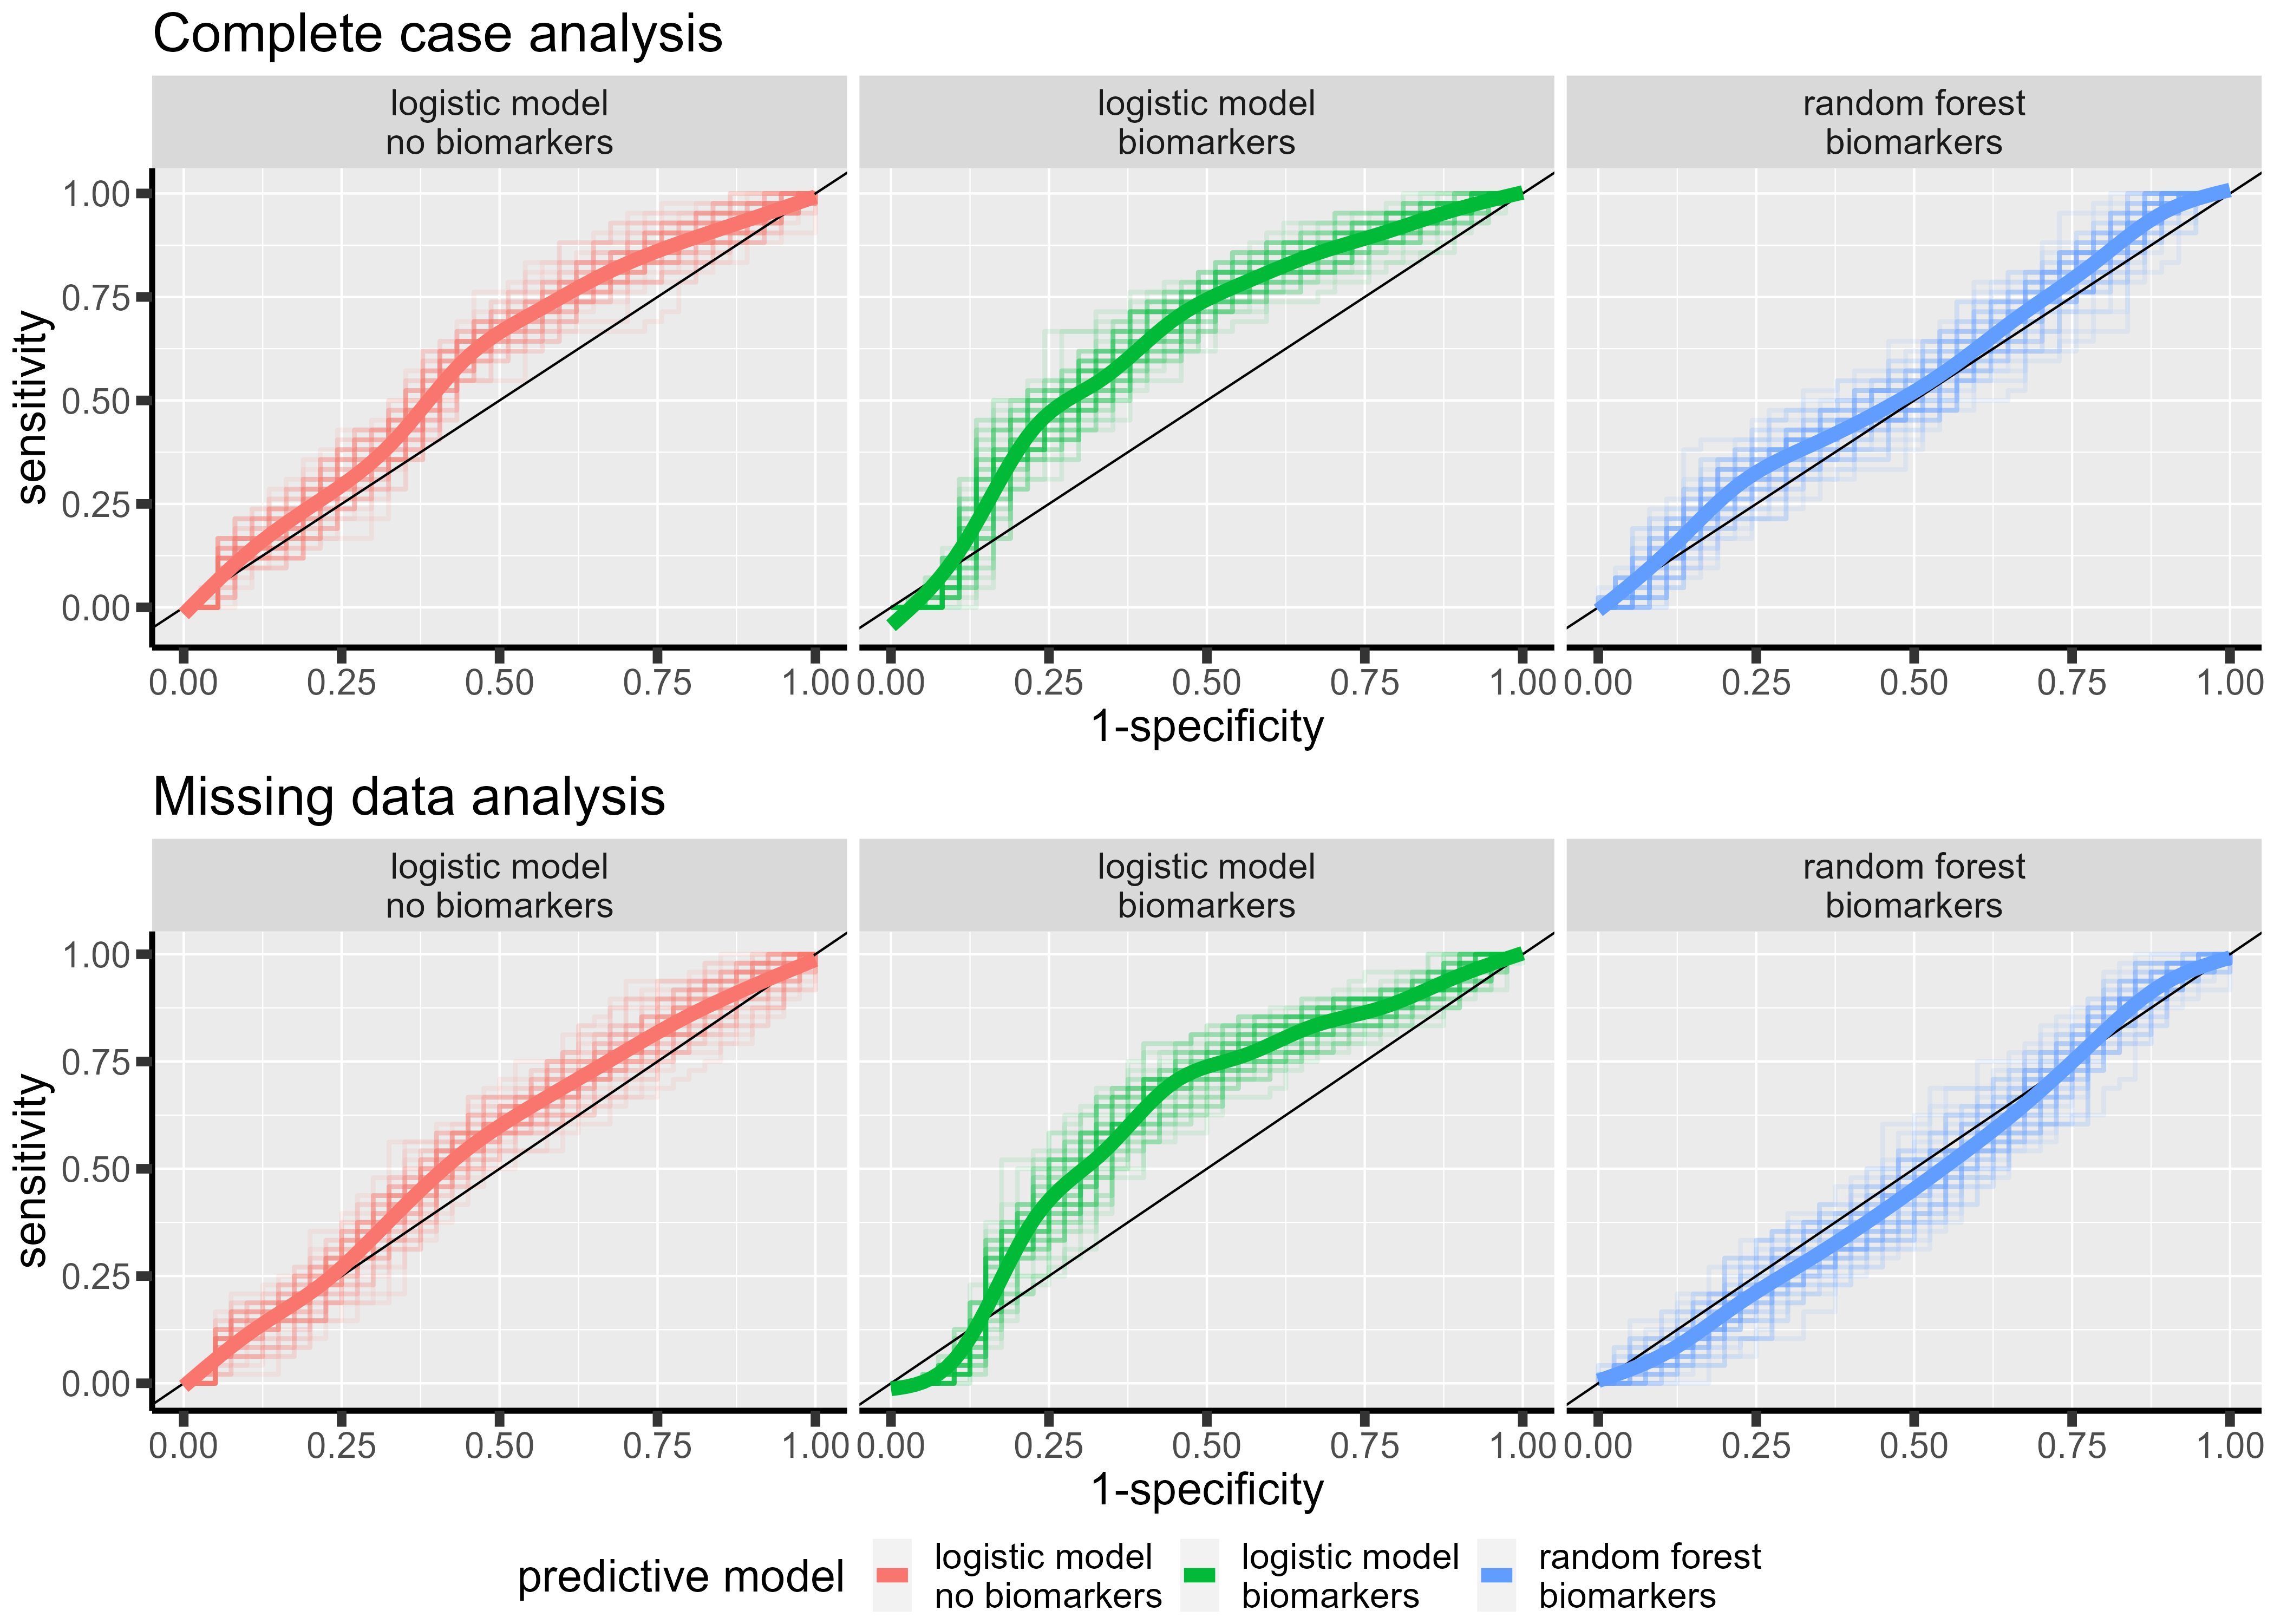 Complete case analysis
logistic model
no biomarkers
logistic model
biomarkers
random forest
biomarkers
sensitivity
1.00
0.75
0.50
0.25
0.00
0.00 0.25 0.50 0.75 1.00 0.00 0.25 0.50 0.75 1.00 0.00 0.25 0.50 0.75 1.00
1-specificity
Missing data analysis
logistic model
no biomarkers
logistic model
biomarkers
random forest
biomarkers
sensitivity
1.00
0.75
0.50
0.25
0.00
0.00 0.25 0.50 0.75 1.00 0.00 0.25 0.50 0.75 1.00 0.00 0.25 0.50 0.75 1.00
1-specificity
predictive model
logistic model
no biomarkers
logistic model
biomarkers
random forest
biomarkers